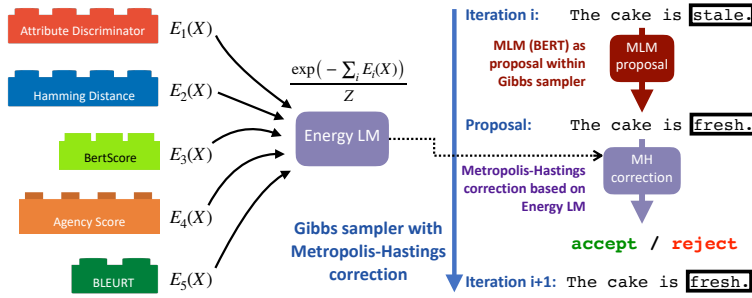 Attribute Discriminator E₁(X)
Hamming Distance E₂(X)
BertScore E₃(X)
Agency Score E₄(X)
BLEURT E₅(X)
exp(− ∑ᵢ Eᵢ(X))
Z
Energy LM
Gibbs sampler with
Metropolis-Hastings
correction
Iteration i: The cake is stale.
MLM (BERT) as
proposal within
Gibbs sampler
MLM
proposal
Proposal: The cake is fresh.
Metropolis-Hastings
correction based on
Energy LM
MH
correction
accept / reject
Iteration i+1: The cake is fresh.